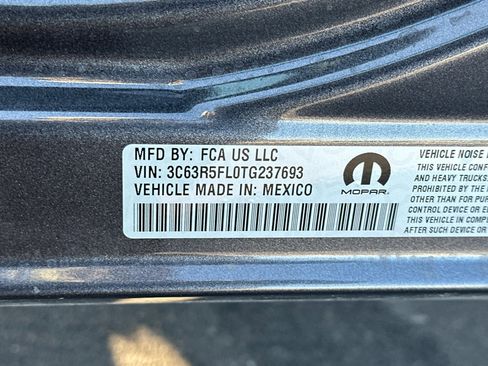 MFD BY: FCA US LLC
VIN: 3C63R5FL0TG237693
VEHICLE MADE IN: MEXICO
MOPAR
VEHICLE NOISE
THIS VEHICLE CONF
AND HEAVY TRUCKS.
PROHIBITED BY THE
OTHER THAN FOR PUR
CONTROL DEVICE OR E
THIS VEHICLE IN COMPL
AFTER SUCH DEVICE OR